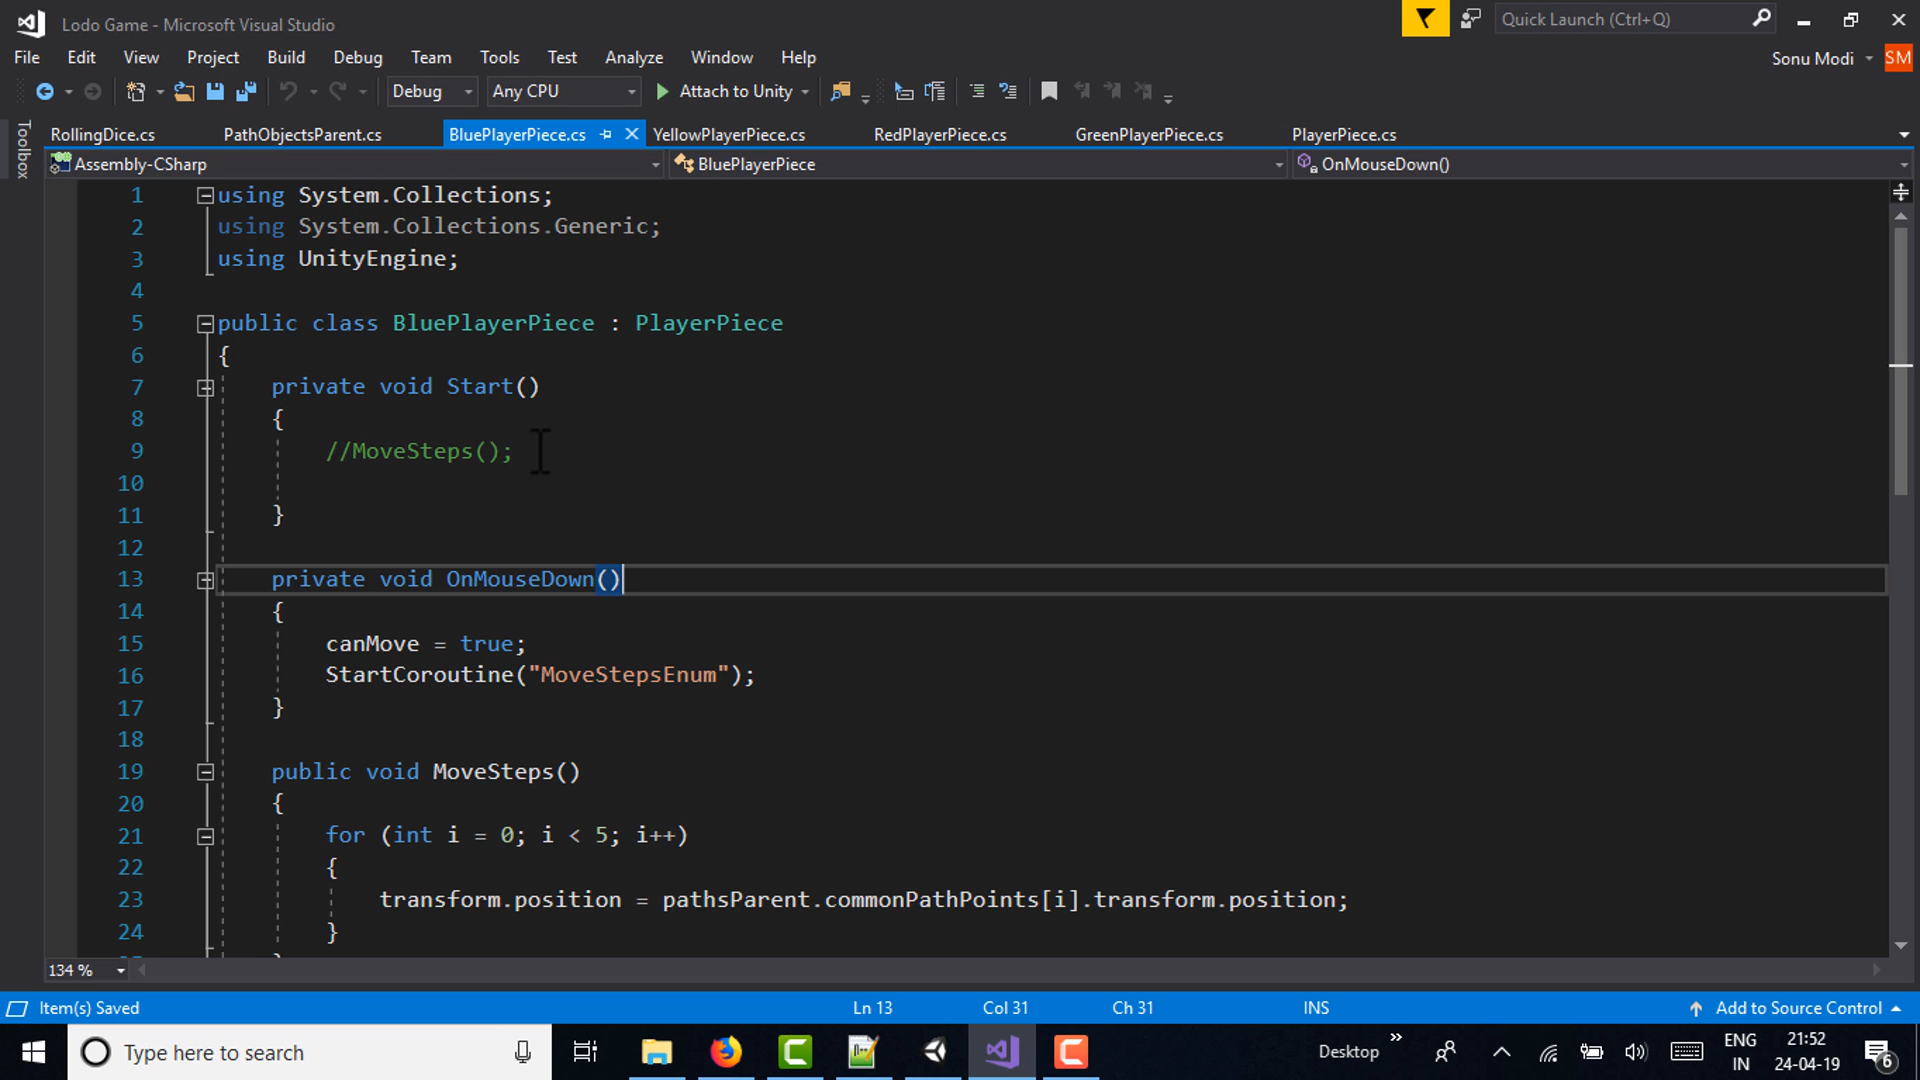 Lodo Game - Microsoft Visual Studio
Quick Launch (Ctrl+Q)
File Edit View Project Build Debug Team Tools Test Analyze Window Help
Sonu Modi SM
Debug Any CPU Attach to Unity
Toolbox
RollingDice.cs PathObjectsParent.cs BluePlayerPiece.cs YellowPlayerPiece.cs RedPlayerPiece.cs GreenPlayerPiece.cs PlayerPiece.cs
Assembly-CSharp BluePlayerPiece OnMouseDown()
1 using System.Collections;
2 using System.Collections.Generic;
3 using UnityEngine;
4
5 public class BluePlayerPiece : PlayerPiece
6 {
7 private void Start()
8 {
9 //MoveSteps();
10
11 }
12
13 private void OnMouseDown()
14 {
15 canMove = true;
16 StartCoroutine("MoveStepsEnum");
17 }
18
19 public void MoveSteps()
20 {
21 for (int i = 0; i < 5; i++)
22 {
23 transform.position = pathsParent.commonPathPoints[i].transform.position;
24 }
134 %
Item(s) Saved Ln 13 Col 31 Ch 31 INS Add to Source Control
Type here to search
Desktop
ENG
IN
21:52
24-04-19
6